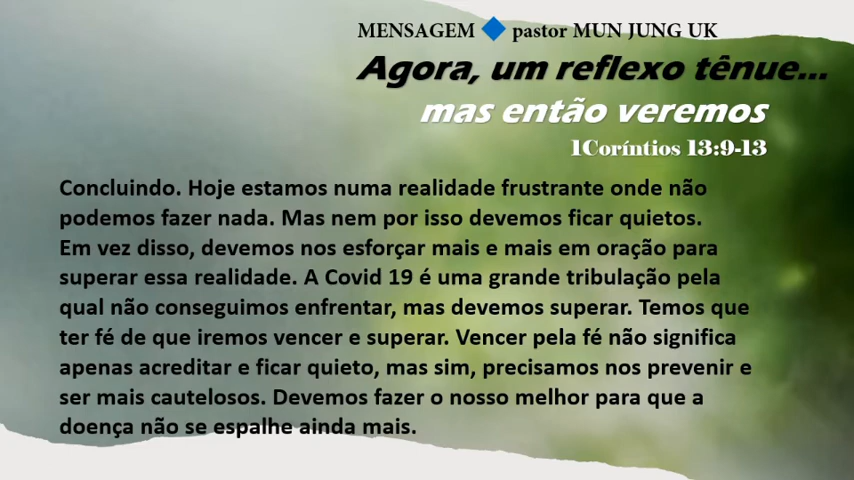 MENSAGEM 🔷 pastor MUN JUNG UK
Agora, um reflexo tênue...
mas então veremos
1Coríntios 13:9-13
Concluindo. Hoje estamos numa realidade frustrante onde não
podemos fazer nada. Mas nem por isso devemos ficar quietos.
Em vez disso, devemos nos esforçar mais e mais em oração para
superar essa realidade. A Covid 19 é uma grande tribulação pela
qual não conseguimos enfrentar, mas devemos superar. Temos que
ter fé de que iremos vencer e superar. Vencer pela fé não significa
apenas acreditar e ficar quieto, mas sim, precisamos nos prevenir e
ser mais cautelosos. Devemos fazer o nosso melhor para que a
doença não se espalhe ainda mais.